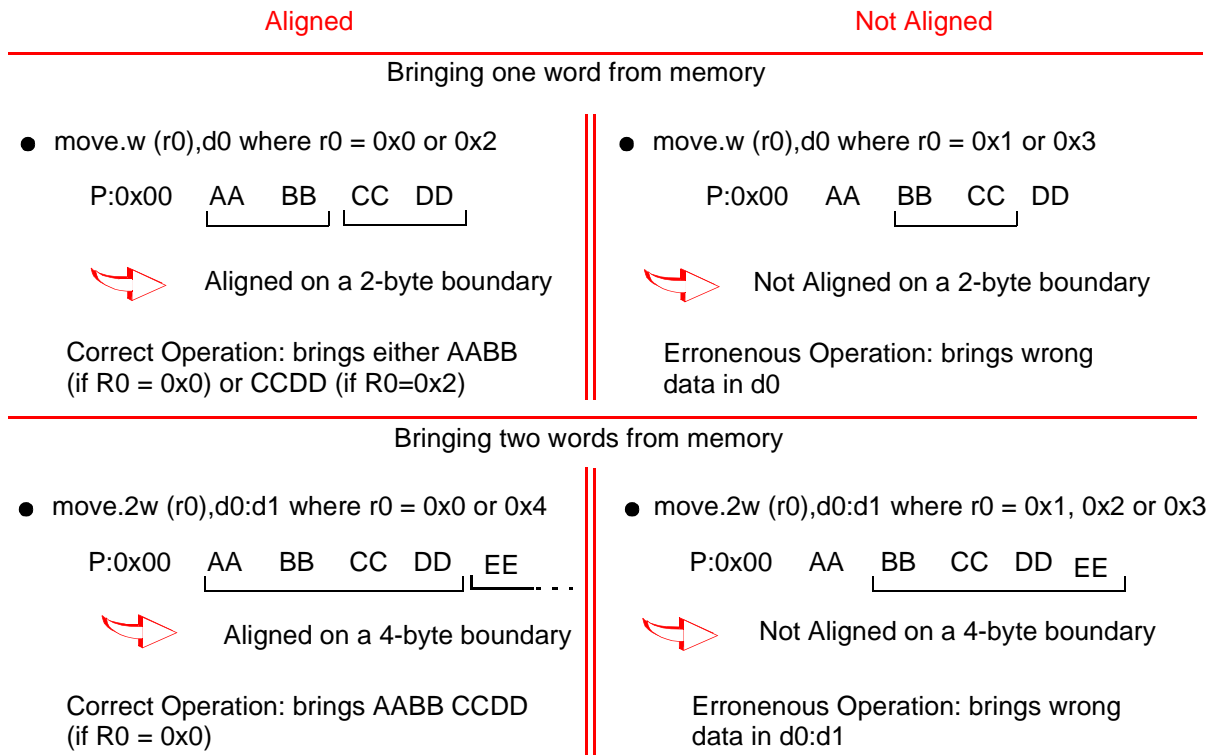 Aligned
Not Aligned
Bringing one word from memory
● move.w (r0),d0 where r0 = 0x0 or 0x2
P:0x00 AA BB CC DD
Aligned on a 2-byte boundary
Correct Operation: brings either AABB
(if R0 = 0x0) or CCDD (if R0=0x2)
● move.w (r0),d0 where r0 = 0x1 or 0x3
P:0x00 AA BB CC DD
Not Aligned on a 2-byte boundary
Erronenous Operation: brings wrong
data in d0
Bringing two words from memory
● move.2w (r0),d0:d1 where r0 = 0x0 or 0x4
P:0x00 AA BB CC DD EE
Aligned on a 4-byte boundary
Correct Operation: brings AABB CCDD
(if R0 = 0x0)
● move.2w (r0),d0:d1 where r0 = 0x1, 0x2 or 0x3
P:0x00 AA BB CC DD EE
Not Aligned on a 4-byte boundary
Erronenous Operation: brings wrong
data in d0:d1